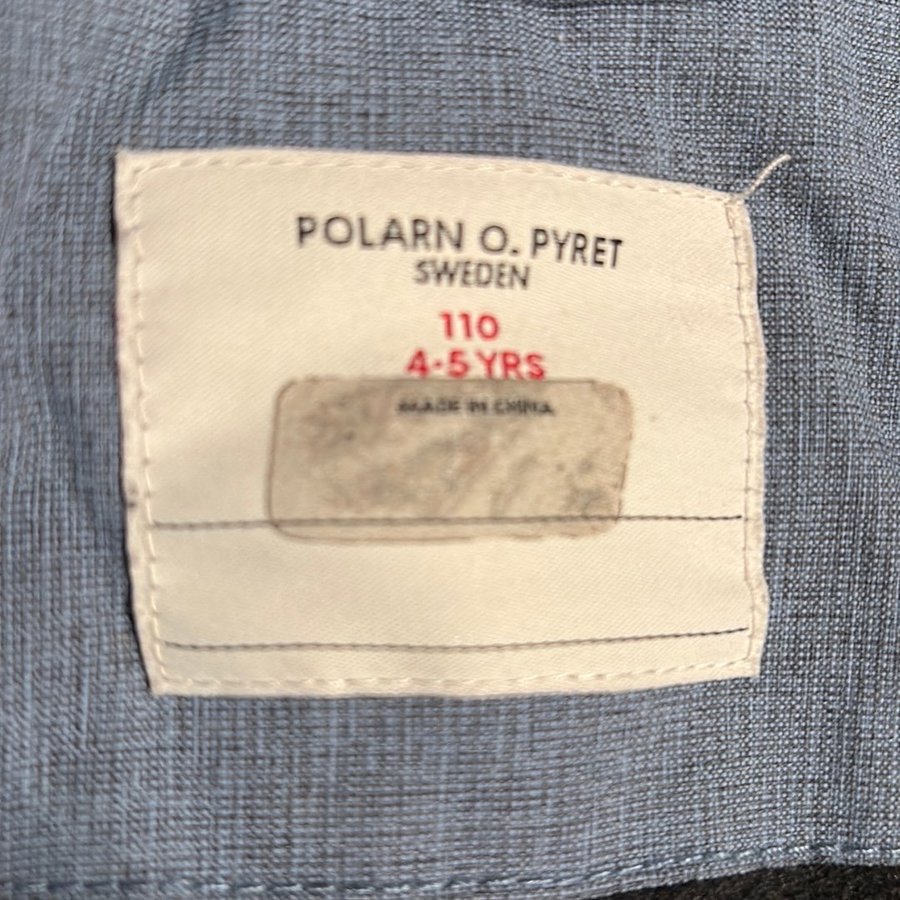 POLARN O. PYRET
SWEDEN
110
4-5 YRS
MADE IN CHINA